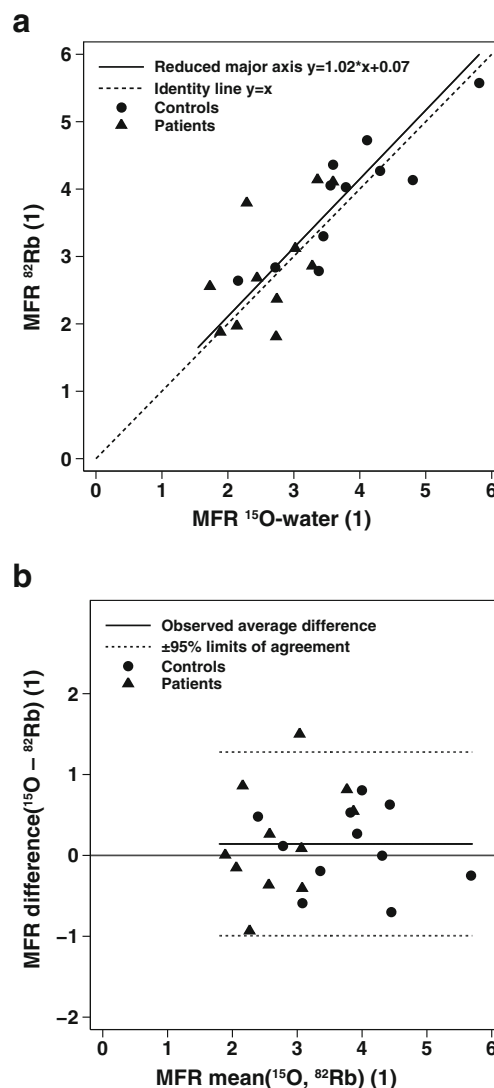 a
6
5
4
3
2
1
0
MFR ⁸²Rb (1)
Reduced major axis y=1.02*x+0.07
Identity line y=x
Controls
Patients
0 1 2 3 4 5 6
MFR ¹⁵O-water (1)
b
2
1
0
−1
−2
MFR difference(¹⁵O – ⁸²Rb) (1)
Observed average difference
±95% limits of agreement
Controls
Patients
0 1 2 3 4 5 6
MFR mean(¹⁵O, ⁸²Rb) (1)